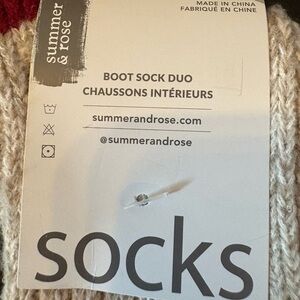 MADE IN CHINA
FABRIQUÉ EN CHINE
summer
& rose
BOOT SOCK DUO
CHAUSSONS INTÉRIEURS
summerandrose.com
@summerandrose
socks